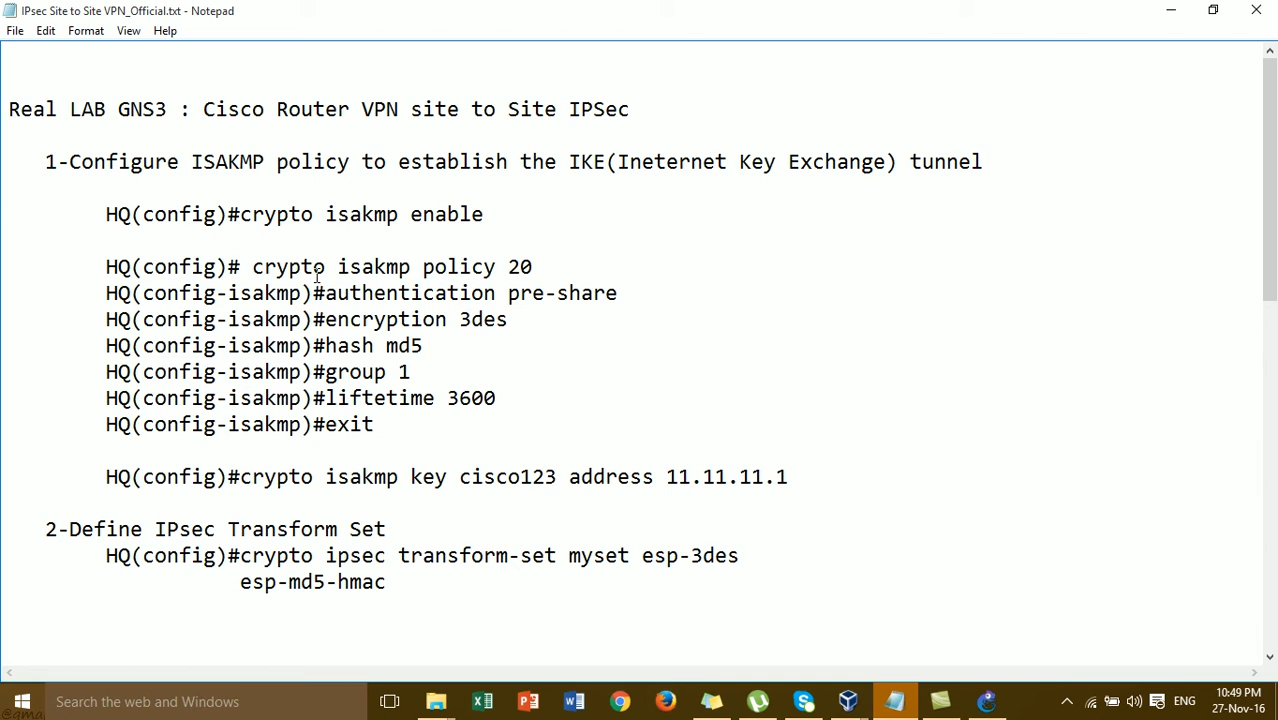 IPsec Site to Site VPN_Official.txt - Notepad
File Edit Format View Help
Real LAB GNS3 : Cisco Router VPN site to Site IPSec
1-Configure ISAKMP policy to establish the IKE(Ineternet Key Exchange) tunnel
HQ(config)#crypto isakmp enable
HQ(config)# crypto isakmp policy 20
HQ(config-isakmp)#authentication pre-share
HQ(config-isakmp)#encryption 3des
HQ(config-isakmp)#hash md5
HQ(config-isakmp)#group 1
HQ(config-isakmp)#liftetime 3600
HQ(config-isakmp)#exit
HQ(config)#crypto isakmp key cisco123 address 11.11.11.1
2-Define IPsec Transform Set
HQ(config)#crypto ipsec transform-set myset esp-3des
esp-md5-hmac
Search the web and Windows
ENG
10:49 PM
27-Nov-16